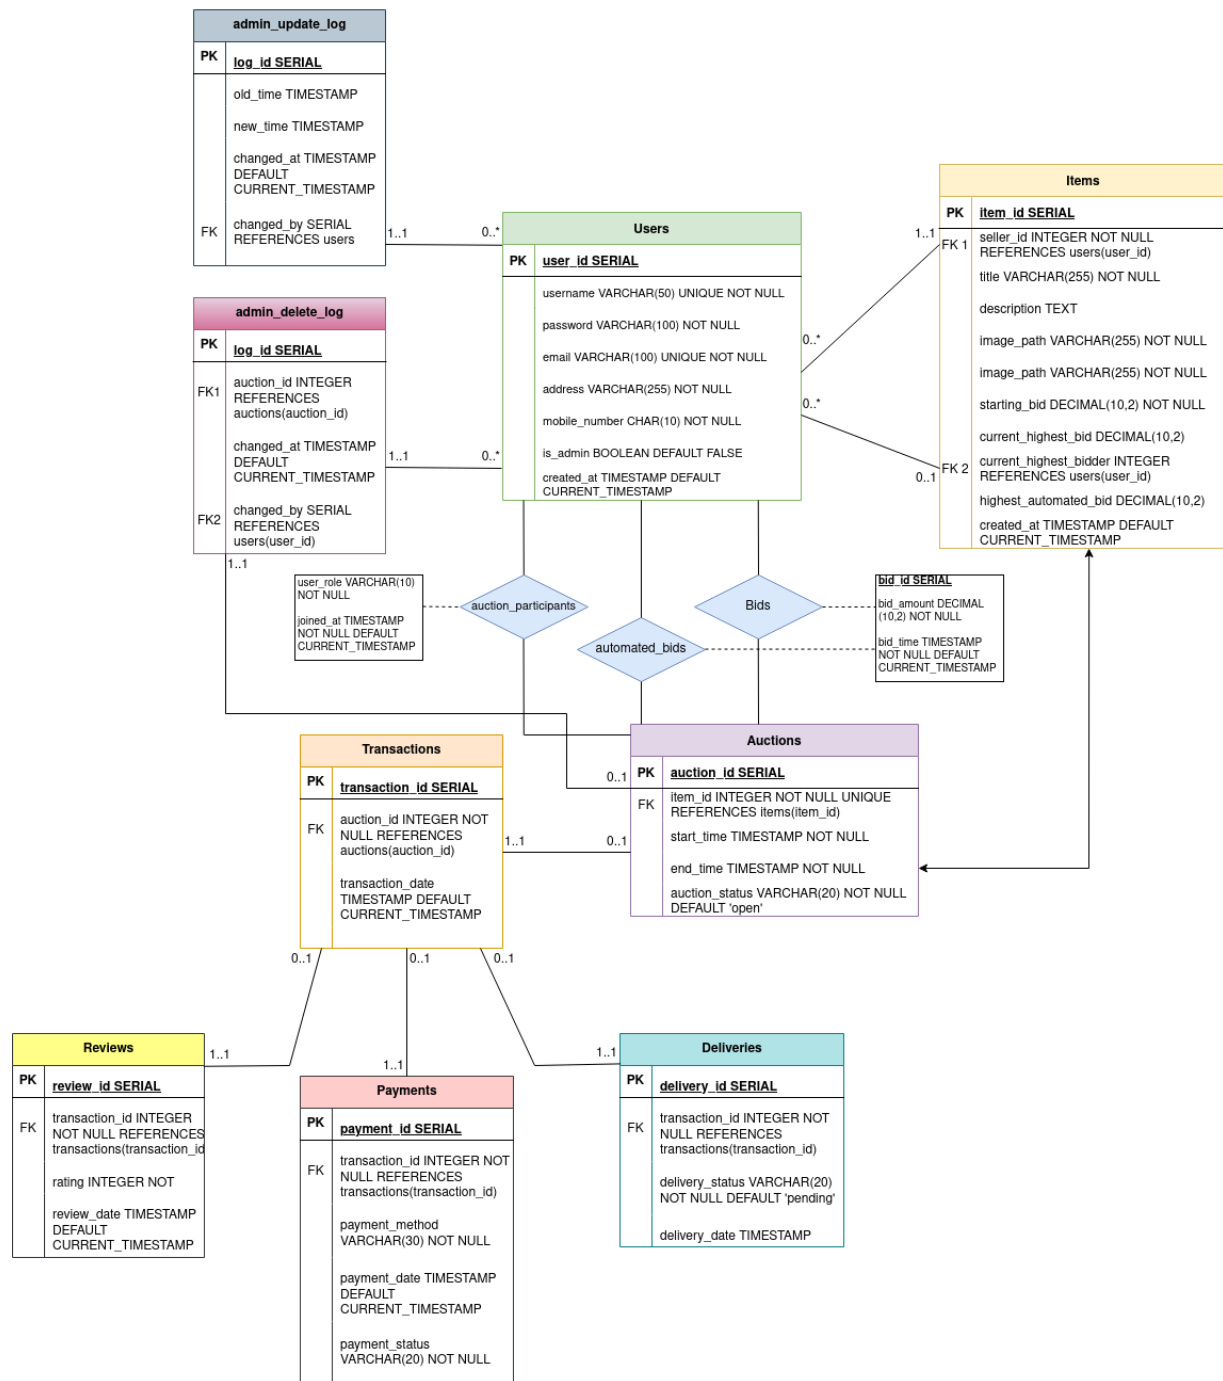 admin_update_log
PK
log_id SERIAL
old_time TIMESTAMP
new_time TIMESTAMP
changed_at TIMESTAMP
DEFAULT
CURRENT_TIMESTAMP
FK
changed_by SERIAL
REFERENCES users
1..1
0..*
admin_delete_log
PK
log_id SERIAL
FK1
auction_id INTEGER
REFERENCES
auctions(auction_id)
changed_at TIMESTAMP
DEFAULT
CURRENT_TIMESTAMP
FK2
changed_by SERIAL
REFERENCES
users(user_id)
1..1
0..*
1..1
Users
PK
user_id SERIAL
username VARCHAR(50) UNIQUE NOT NULL
password VARCHAR(100) NOT NULL
email VARCHAR(100) UNIQUE NOT NULL
address VARCHAR(255) NOT NULL
mobile_number CHAR(10) NOT NULL
is_admin BOOLEAN DEFAULT FALSE
created_at TIMESTAMP DEFAULT
CURRENT_TIMESTAMP
0..*
0..*
1..1
0..1
Items
PK
item_id SERIAL
FK 1
seller_id INTEGER NOT NULL
REFERENCES users(user_id)
title VARCHAR(255) NOT NULL
description TEXT
image_path VARCHAR(255) NOT NULL
image_path VARCHAR(255) NOT NULL
starting_bid DECIMAL(10,2) NOT NULL
current_highest_bid DECIMAL(10,2)
FK 2
current_highest_bidder INTEGER
REFERENCES users(user_id)
highest_automated_bid DECIMAL(10,2)
created_at TIMESTAMP DEFAULT
CURRENT_TIMESTAMP
user_role VARCHAR(10)
NOT NULL
joined_at TIMESTAMP
NOT NULL DEFAULT
CURRENT_TIMESTAMP
auction_participants
automated_bids
Bids
bid_id SERIAL
bid_amount DECIMAL
(10,2) NOT NULL
bid_time TIMESTAMP
NOT NULL DEFAULT
CURRENT_TIMESTAMP
Transactions
PK
transaction_id SERIAL
FK
auction_id INTEGER NOT
NULL REFERENCES
auctions(auction_id)
transaction_date
TIMESTAMP DEFAULT
CURRENT_TIMESTAMP
1..1
0..1
0..1
Auctions
PK
auction_id SERIAL
FK
item_id INTEGER NOT NULL UNIQUE
REFERENCES items(item_id)
start_time TIMESTAMP NOT NULL
end_time TIMESTAMP NOT NULL
auction_status VARCHAR(20) NOT NULL
DEFAULT 'open'
0..1
0..1
0..1
1..1
1..1
1..1
Reviews
PK
review_id SERIAL
FK
transaction_id INTEGER
NOT NULL REFERENCES
transactions(transaction_id
rating INTEGER NOT
review_date TIMESTAMP
DEFAULT
CURRENT_TIMESTAMP
Payments
PK
payment_id SERIAL
FK
transaction_id INTEGER NOT
NULL REFERENCES
transactions(transaction_id)
payment_method
VARCHAR(30) NOT NULL
payment_date TIMESTAMP
DEFAULT
CURRENT_TIMESTAMP
payment_status
VARCHAR(20) NOT NULL
Deliveries
PK
delivery_id SERIAL
FK
transaction_id INTEGER NOT
NULL REFERENCES
transactions(transaction_id)
delivery_status VARCHAR(20)
NOT NULL DEFAULT 'pending'
delivery_date TIMESTAMP